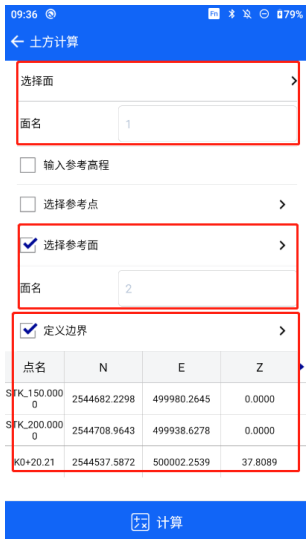 09:36 79%
土方计算
选择面
面名 1
输入参考高程
选择参考点
选择参考面
面名 2
定义边界
点名 N E Z
STK_150.000
0 2544682.2298 499980.2645 0.0000
STK_200.000
0 2544708.9643 499938.6278 0.0000
K0+20.21 2544537.5872 500002.2539 37.8089
计算